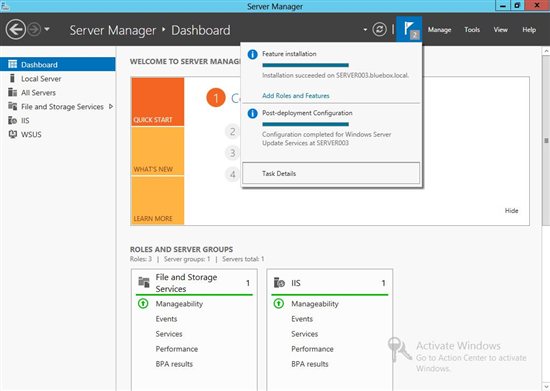 Server Manager
Server Manager ‣ Dashboard
2
Manage
Tools
View
Help
Dashboard
Local Server
All Servers
File and Storage Services
IIS
WSUS
WELCOME TO SERVER MANAG
QUICK START
WHAT'S NEW
LEARN MORE
1
2
3
4
Feature installation
Installation succeeded on SERVER003.bluebox.local.
Add Roles and Features
Post-deployment Configuration
Configuration completed for Windows Server
Update Services at SERVER003
Task Details
Hide
ROLES AND SERVER GROUPS
Roles: 3 | Server groups: 1 | Servers total: 1
File and Storage
Services
1
Manageability
Events
Services
Performance
BPA results
IIS
1
Manageability
Events
Services
Performance
BPA results
Activate Windows
Go to Action Center to activate
Windows.